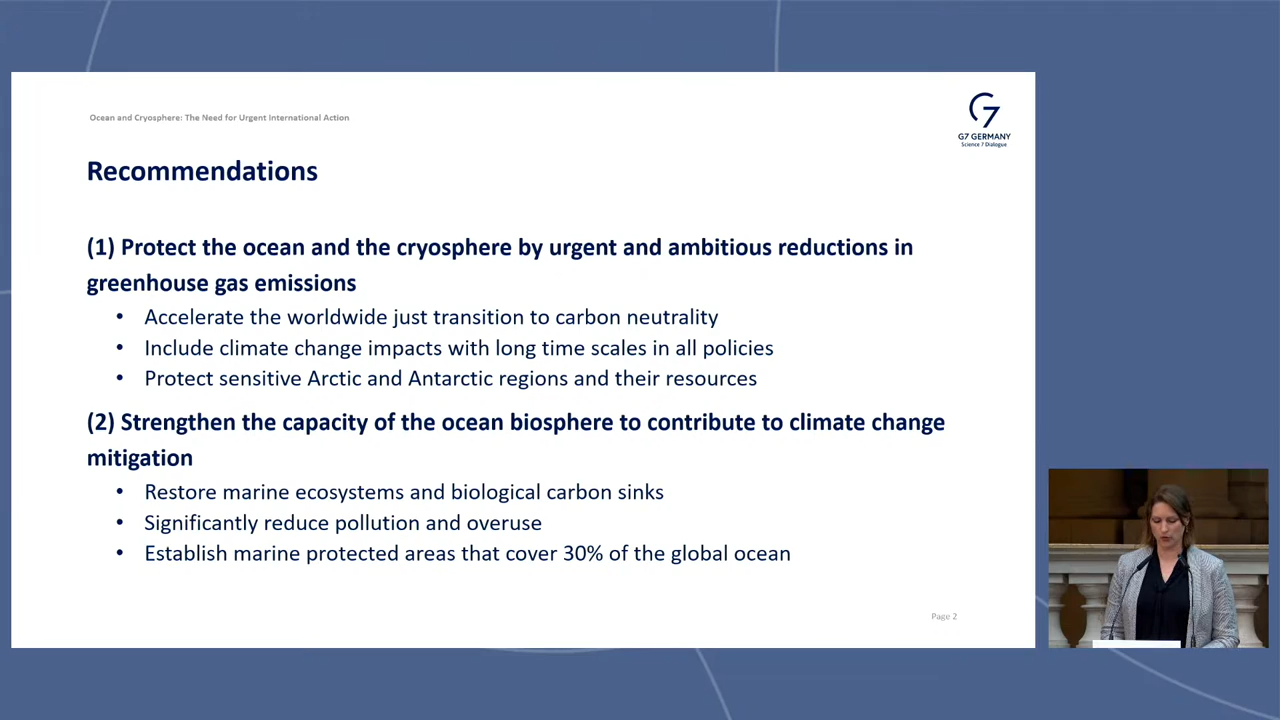 Ocean and Cryosphere: The Need for Urgent International Action
G7 GERMANY
Science 7 Dialogue
Recommendations
(1) Protect the ocean and the cryosphere by urgent and ambitious reductions in
greenhouse gas emissions
• Accelerate the worldwide just transition to carbon neutrality
• Include climate change impacts with long time scales in all policies
• Protect sensitive Arctic and Antarctic regions and their resources
(2) Strengthen the capacity of the ocean biosphere to contribute to climate change
mitigation
• Restore marine ecosystems and biological carbon sinks
• Significantly reduce pollution and overuse
• Establish marine protected areas that cover 30% of the global ocean
Page 2